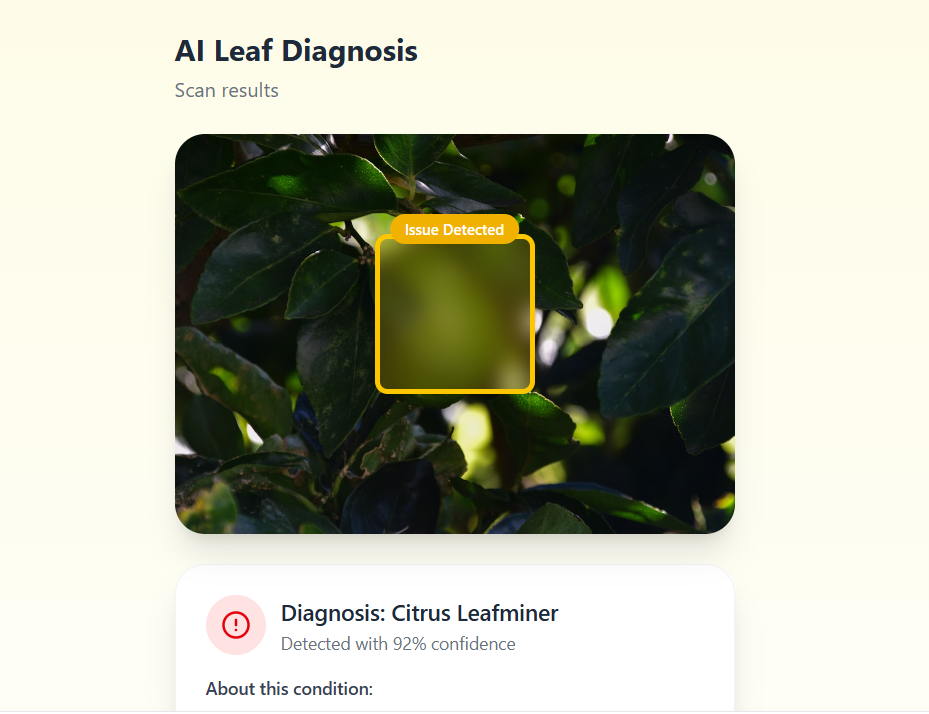 AI Leaf Diagnosis
Scan results
Issue Detected
Diagnosis: Citrus Leafminer
Detected with 92% confidence
About this condition: